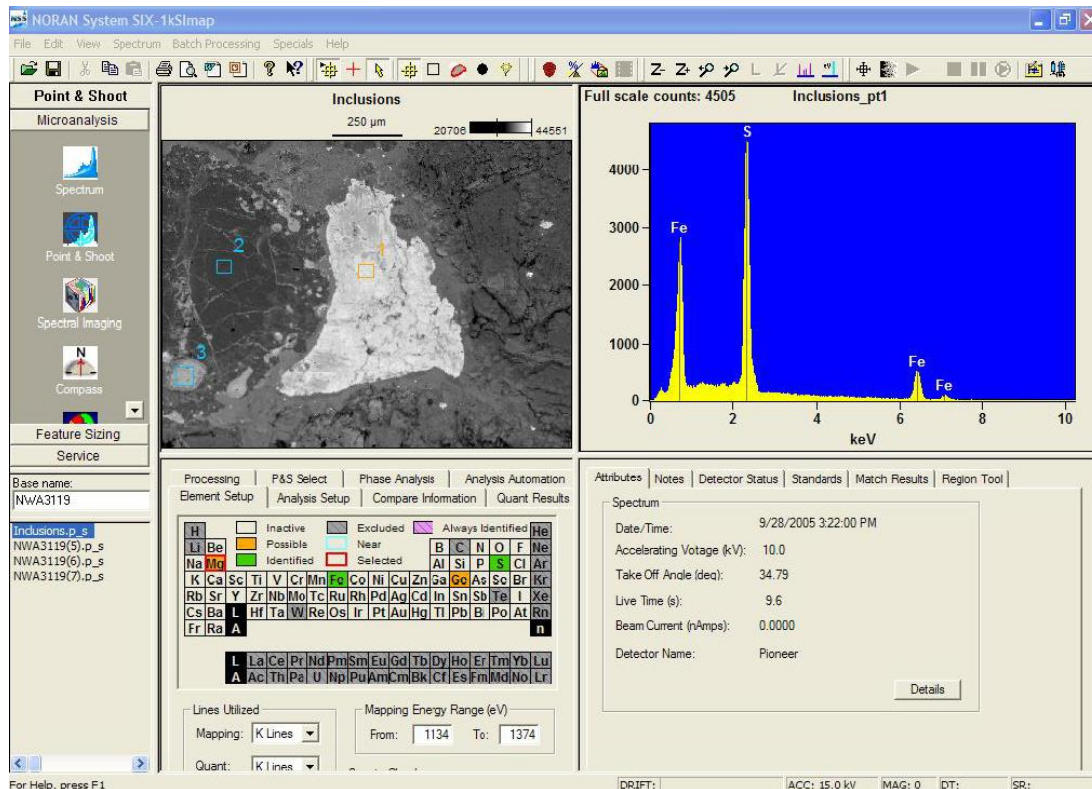 NORAN System SIX-1kSImap
File Edit View Spectrum Batch Processing Specials Help
Point & Shoot
Microanalysis
Spectrum
Point & Shoot
Spectral Imaging
N
Compass
Feature Sizing
Service
Base name:
NWA3119
Inclusions.p_s
NWA3119(5).p_s
NWA3119(6).p_s
NWA3119(7).p_s
Inclusions
250 µm
20706 44551
1
2
3
Full scale counts: 4505 Inclusions_pt1
S
Fe
Fe
Fe
4000
3000
2000
1000
0
0 2 4 6 8 10
keV
Processing P&S Select Phase Analysis Analysis Automation
Element Setup Analysis Setup Compare Information Quant Results
H Inactive Excluded Always Identified He
Li Be Possible Near B C N O F Ne
Na Mg Identified Selected Al Si P S Cl Ar
K Ca Sc Ti V Cr Mn Fe Co Ni Cu Zn Ga Ge As Se Br Kr
Rb Sr Y Zr Nb Mo Tc Ru Rh Pd Ag Cd In Sn Sb Te I Xe
Cs Ba L Hf Ta W Re Os Ir Pt Au Hg Tl Pb Bi Po At Rn
Fr Ra A n
L La Ce Pr Nd Pm Sm Eu Gd Tb Dy Ho Er Tm Yb Lu
A Ac Th Pa U Np Pu Am Cm Bk Cf Es Fm Md No Lr
Lines Utilized
Mapping: K Lines
Quant: K Lines
Mapping Energy Range (eV)
From: 1134 To: 1374
Attributes Notes Detector Status Standards Match Results Region Tool
Spectrum
Date/Time: 9/28/2005 3:22:00 PM
Accelerating Votage (kV): 10.0
Take Off Angle (deg): 34.79
Live Time (s): 9.6
Beam Current (nAmps): 0.0000
Detector Name: Pioneer
Details
For Help, press F1
DRIFT: ACC: 15.0 kV MAG: 0 DT: SR: